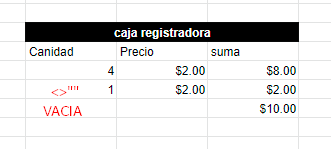 caja registradora
Canidad Precio suma
4 $2.00 $8.00
<>"" 1 $2.00 $2.00
VACIA $10.00